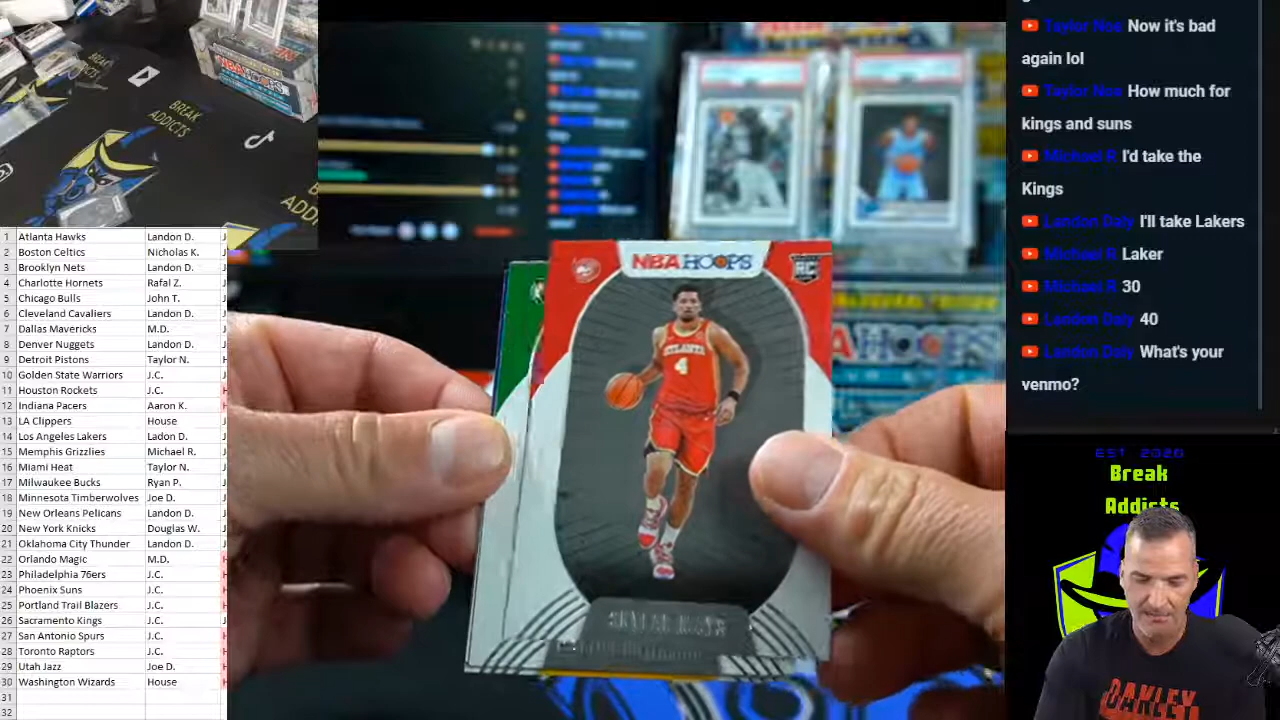 BREAK
ADDICTS
NBA HOOPS
BREAK
ADDICTS
1 Atlanta Hawks Landon D.
2 Boston Celtics Nicholas K.
3 Brooklyn Nets Landon D.
4 Charlotte Hornets Rafal Z.
5 Chicago Bulls John T.
6 Cleveland Cavaliers Landon D.
7 Dallas Mavericks M.D.
8 Denver Nuggets Landon D.
9 Detroit Pistons Taylor N.
10 Golden State Warriors J.C.
11 Houston Rockets J.C.
12 Indiana Pacers Aaron K.
13 LA Clippers House
14 Los Angeles Lakers Ladon D.
15 Memphis Grizzlies Michael R.
16 Miami Heat Taylor N.
17 Milwaukee Bucks Ryan P.
18 Minnesota Timberwolves Joe D.
19 New Orleans Pelicans Landon D.
20 New York Knicks Douglas W.
21 Oklahoma City Thunder Landon D.
22 Orlando Magic M.D.
23 Philadelphia 76ers J.C.
24 Phoenix Suns J.C.
25 Portland Trail Blazers J.C.
26 Sacramento Kings J.C.
27 San Antonio Spurs J.C.
28 Toronto Raptors J.C.
29 Utah Jazz Joe D.
30 Washington Wizards House
31
32
NBA HOOPS
RC
ATLANTA
4
HOOPS
Taylor Noe Now it's bad
again lol
Taylor Noe How much for
kings and suns
Michael R I'd take the
Kings
Landon Daly I'll take Lakers
Michael R Laker
Michael R 30
Landon Daly 40
Landon Daly What's your
venmo?
EST 2020
Break
Addicts
OAKLEY